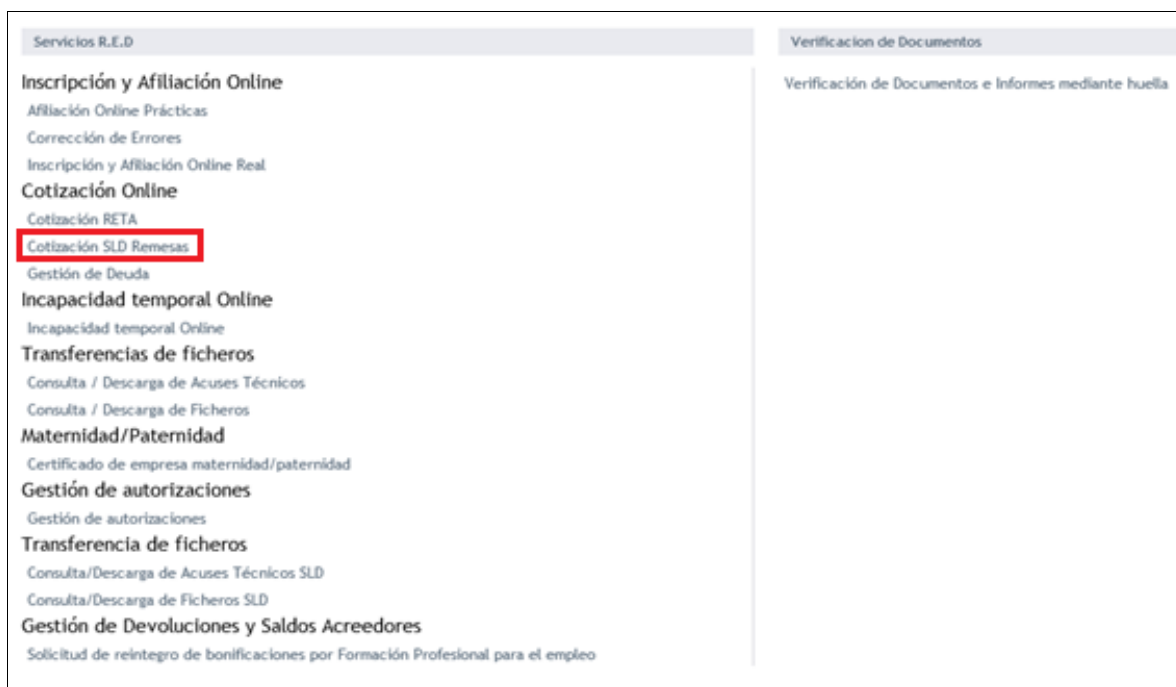 Servicios R.E.D
Inscripción y Afiliación Online
Afiliación Online Prácticas
Corrección de Errores
Inscripción y Afiliación Online Real
Cotización Online
Cotización RETA
Cotización SLD Remesas
Gestión de Deuda
Incapacidad temporal Online
Incapacidad temporal Online
Transferencias de ficheros
Consulta / Descarga de Acuses Técnicos
Consulta / Descarga de Ficheros
Maternidad/Paternidad
Certificado de empresa maternidad/paternidad
Gestión de autorizaciones
Gestión de autorizaciones
Transferencia de ficheros
Consulta/Descarga de Acuses Técnicos SLD
Consulta/Descarga de Ficheros SLD
Gestión de Devoluciones y Saldos Acreedores
Solicitud de reintegro de bonificaciones por Formación Profesional para el empleo
Verificacion de Documentos
Verificación de Documentos e Informes mediante huella